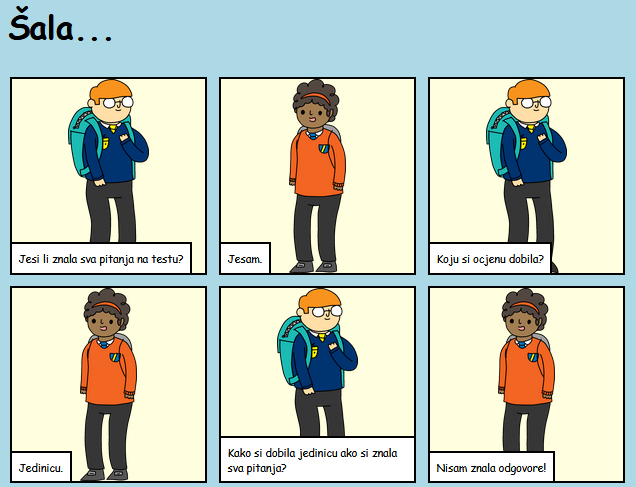 Šala...
Jesi li znala sva pitanja na testu?
Jesam.
Koju si ocjenu dobila?
Jedinicu.
Kako si dobila jedinicu ako si znala
sva pitanja?
Nisam znala odgovore!